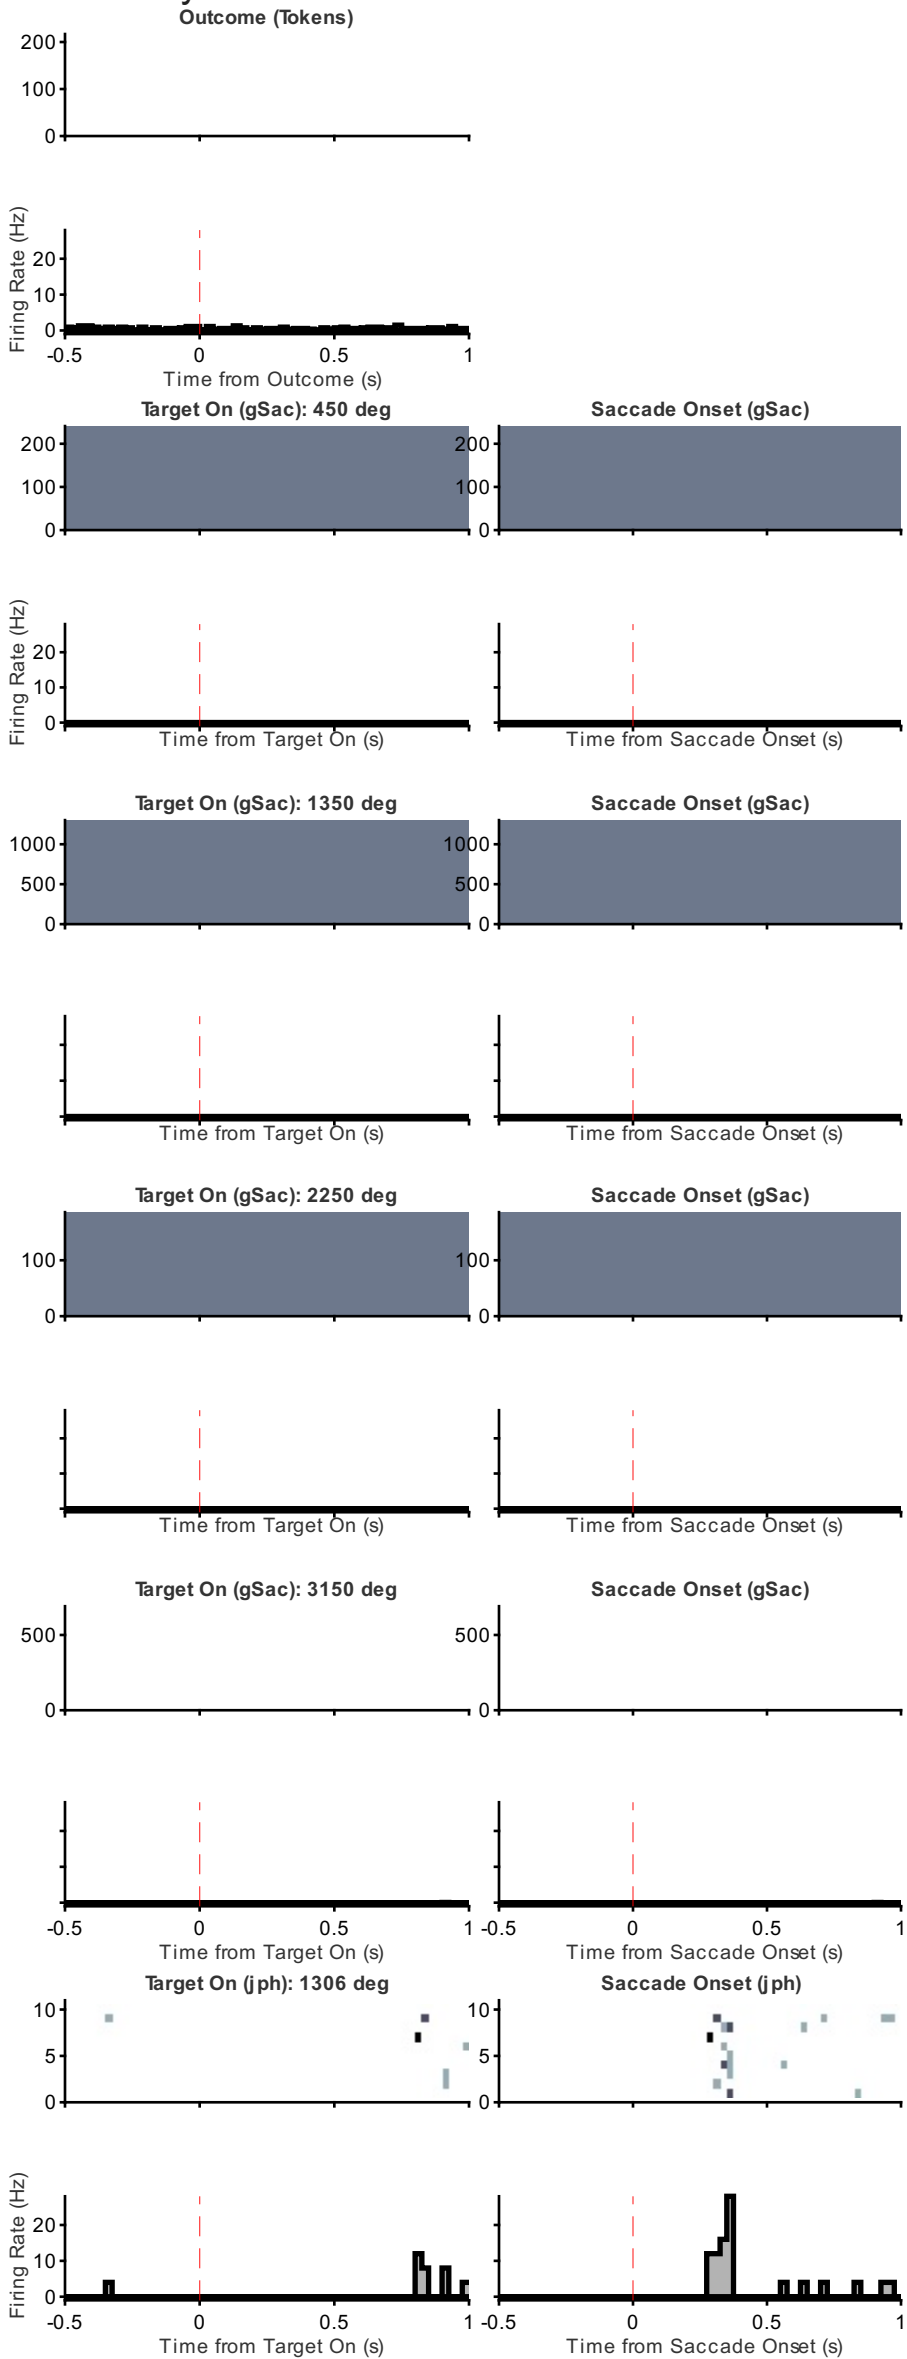 Outcome (Tokens)
200
100
0
Firing Rate (Hz)
20
10
0
-0.5 0 0.5 1
Time from Outcome (s)
Target On (gSac): 450 deg Saccade Onset (gSac)
200 200
100 100
0 0
Firing Rate (Hz)
20
10
0
Time from Target On (s) Time from Saccade Onset (s)
Target On (gSac): 1350 deg Saccade Onset (gSac)
1000 1000
500 500
0 0
Time from Target On (s) Time from Saccade Onset (s)
Target On (gSac): 2250 deg Saccade Onset (gSac)
100 100
0 0
Time from Target On (s) Time from Saccade Onset (s)
Target On (gSac): 3150 deg Saccade Onset (gSac)
500 500
0 0
-0.5 0 0.5 1 -0.5 0 0.5 1
Time from Target On (s) Time from Saccade Onset (s)
Target On (jph): 1306 deg Saccade Onset (jph)
10 10
5 5
0 0
Firing Rate (Hz)
20
10
0
-0.5 0 0.5 1 -0.5 0 0.5 1
Time from Target On (s) Time from Saccade Onset (s)